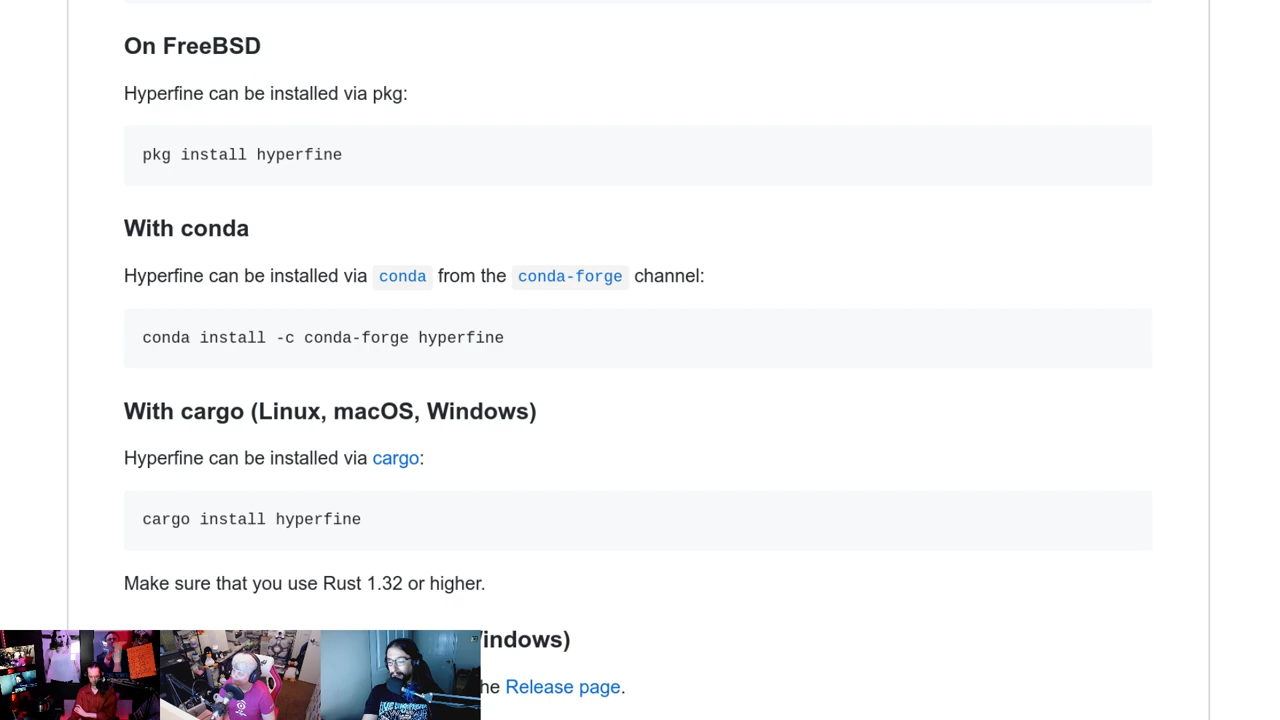 On FreeBSD
Hyperfine can be installed via pkg:
pkg install hyperfine
With conda
Hyperfine can be installed via conda from the conda-forge channel:
conda install -c conda-forge hyperfine
With cargo (Linux, macOS, Windows)
Hyperfine can be installed via cargo:
cargo install hyperfine
Make sure that you use Rust 1.32 or higher.
indows)
he Release page.